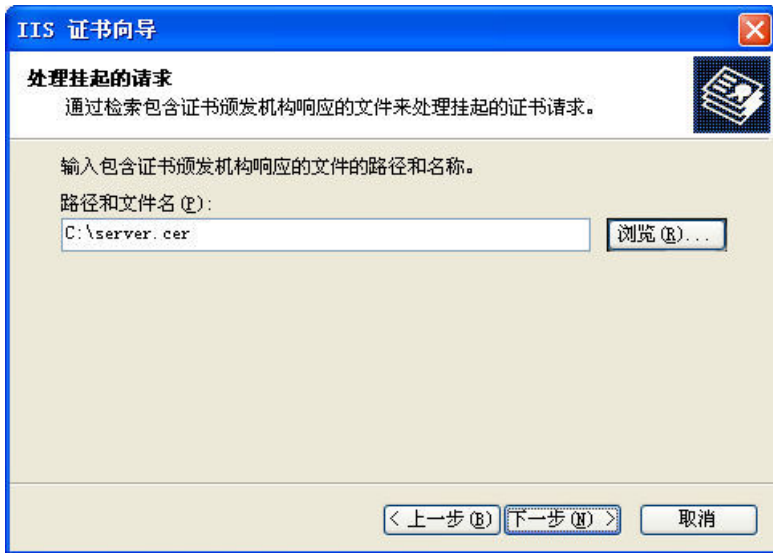 IIS 证书向导
处理挂起的请求
通过检索包含证书颁发机构响应的文件来处理挂起的证书请求。
输入包含证书颁发机构响应的文件的路径和名称。
路径和文件名(P):
C:\server.cer
浏览(R)...
< 上一步(B)
下一步(N) >
取消